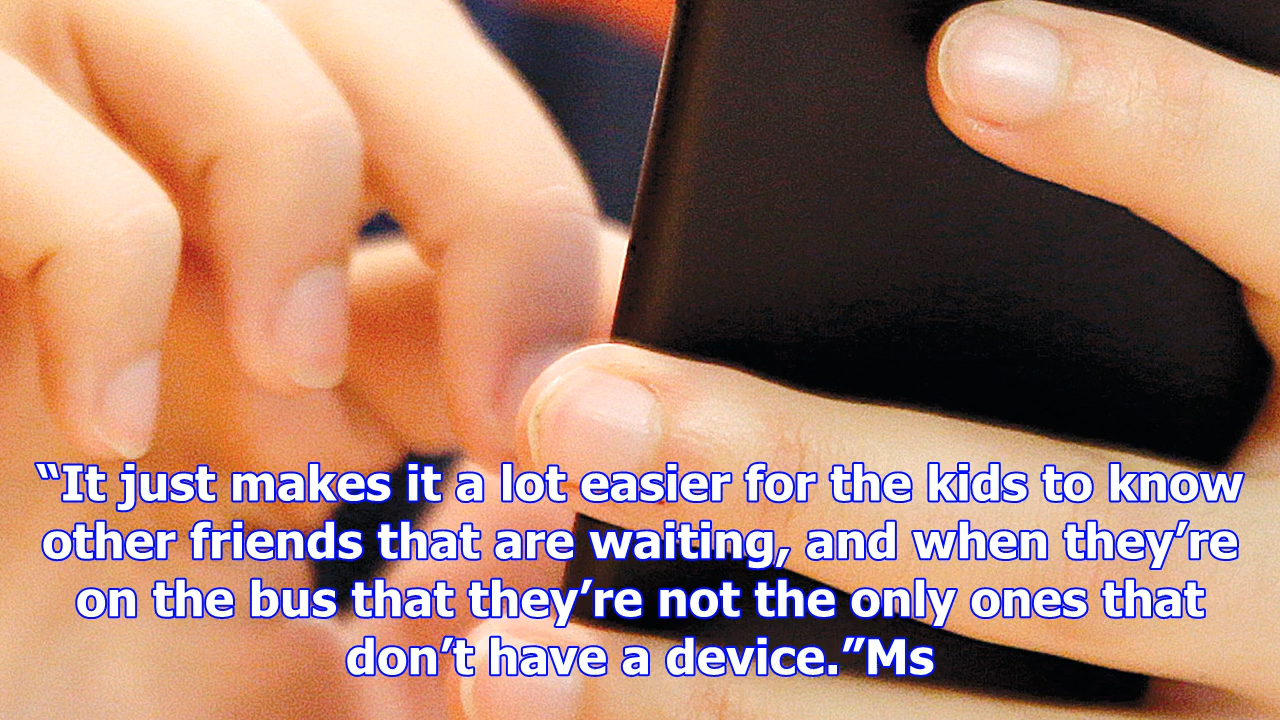 “It just makes it a lot easier for the kids to know
other friends that are waiting, and when they’re
on the bus that they’re not the only ones that
don’t have a device.”Ms